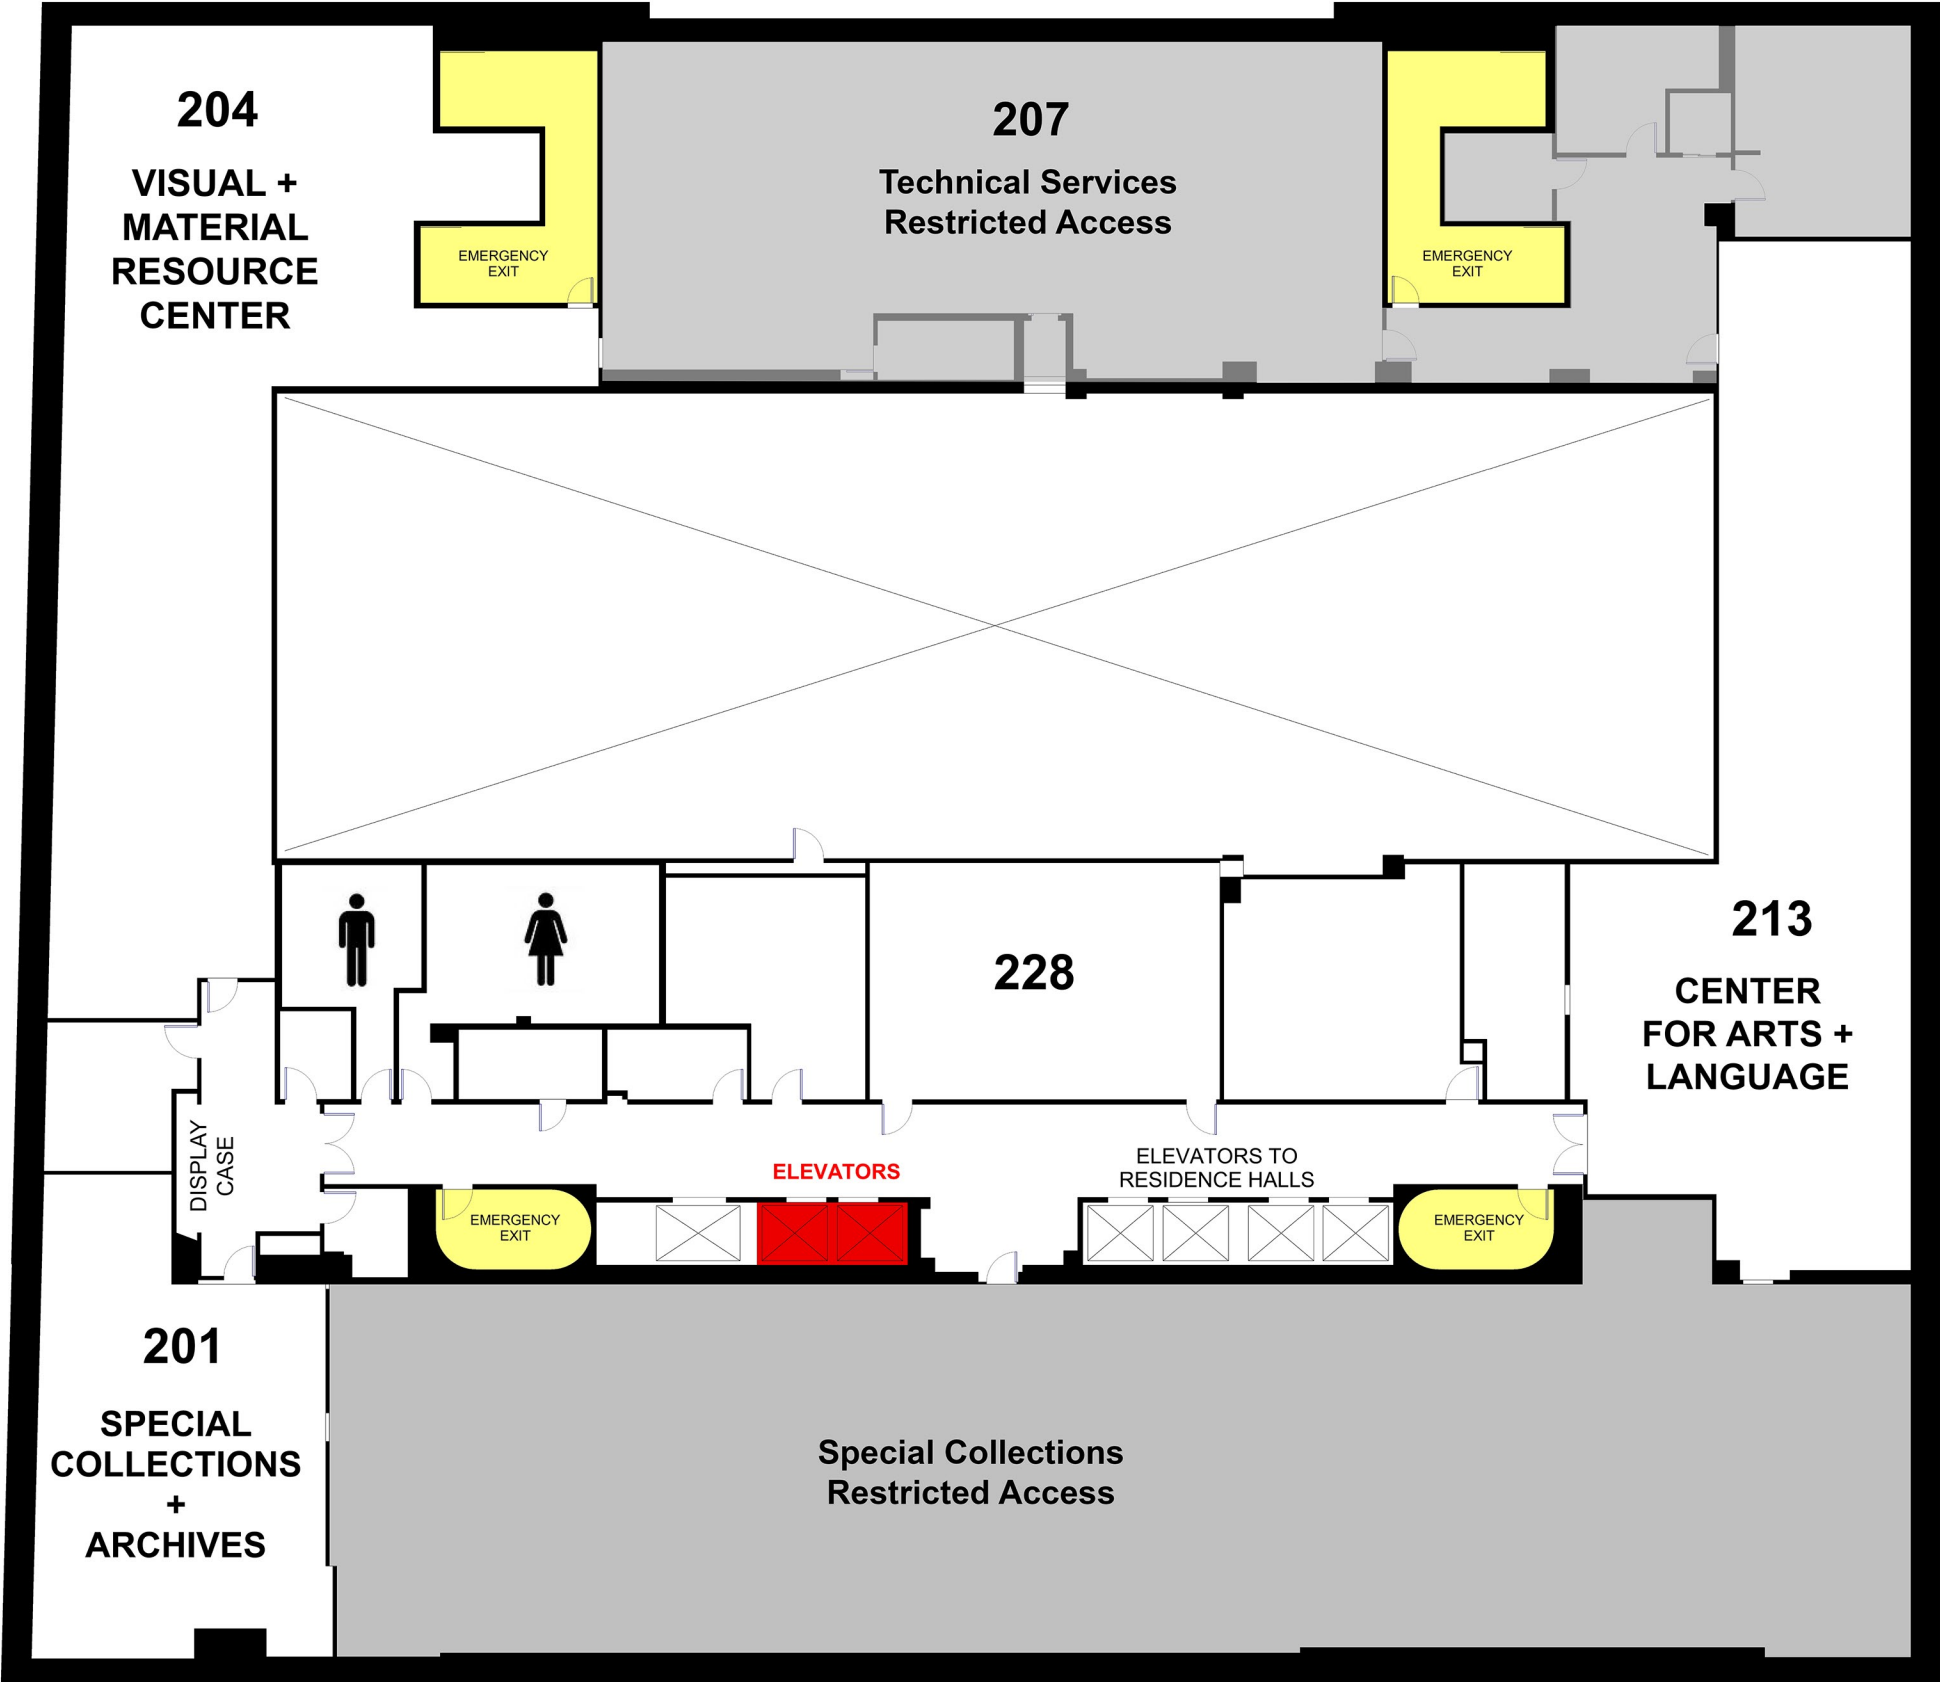 204
VISUAL +
MATERIAL
RESOURCE
CENTER
EMERGENCY
EXIT
207
Technical Services
Restricted Access
EMERGENCY
EXIT
228
213
CENTER
FOR ARTS +
LANGUAGE
DISPLAY
CASE
ELEVATORS
ELEVATORS TO
RESIDENCE HALLS
EMERGENCY
EXIT
EMERGENCY
EXIT
201
SPECIAL
COLLECTIONS
+
ARCHIVES
Special Collections
Restricted Access